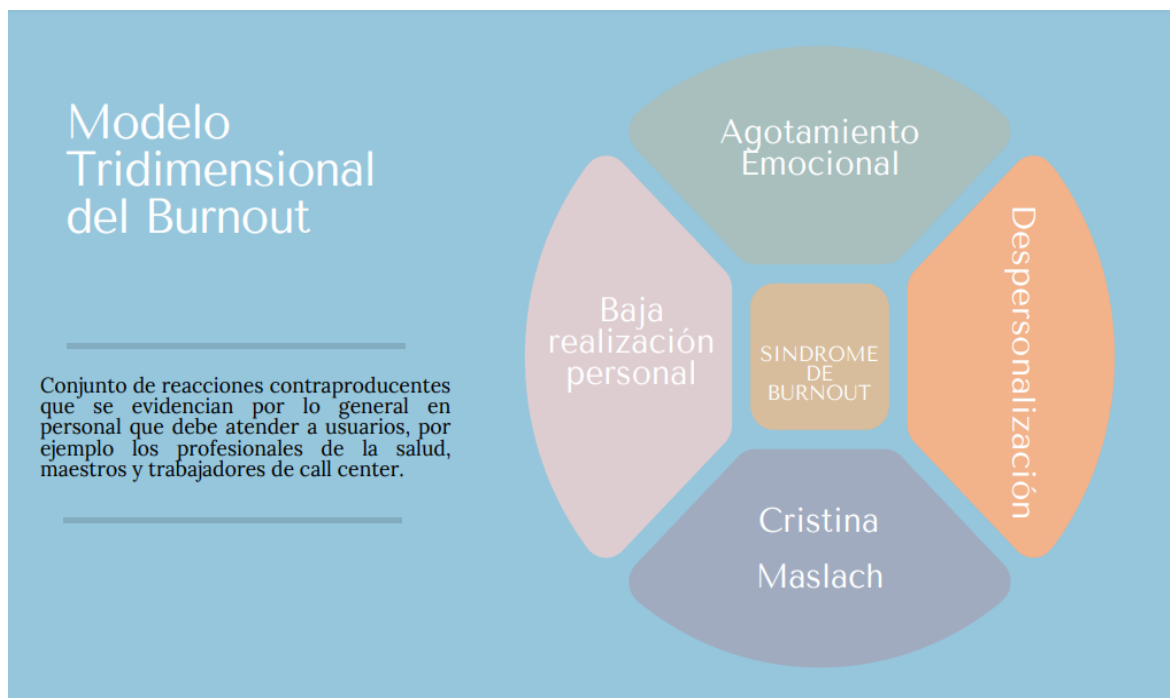 Modelo
Tridimensional
del Burnout
Conjunto de reacciones contraproducentes
que se evidencian por lo general en
personal que debe atender a usuarios, por
ejemplo los profesionales de la salud,
maestros y trabajadores de call center.
Agotamiento
Emocional
Despersonalización
Baja
realización
personal
SINDROME
DE
BURNOUT
Cristina
Maslach